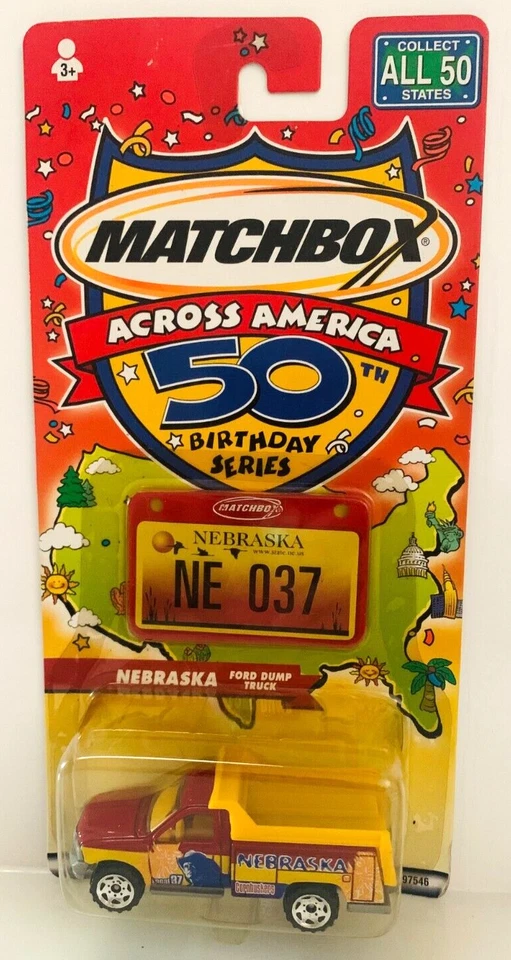 3+
COLLECT
ALL 50
STATES
MATCHBOX®
ACROSS AMERICA
50TH
BIRTHDAY
SERIES
MATCHBOX
NEBRASKA
NE 037
NEBRASKA
FORD DUMP
TRUCK
NEBRASKA
Cornhuskers
97546